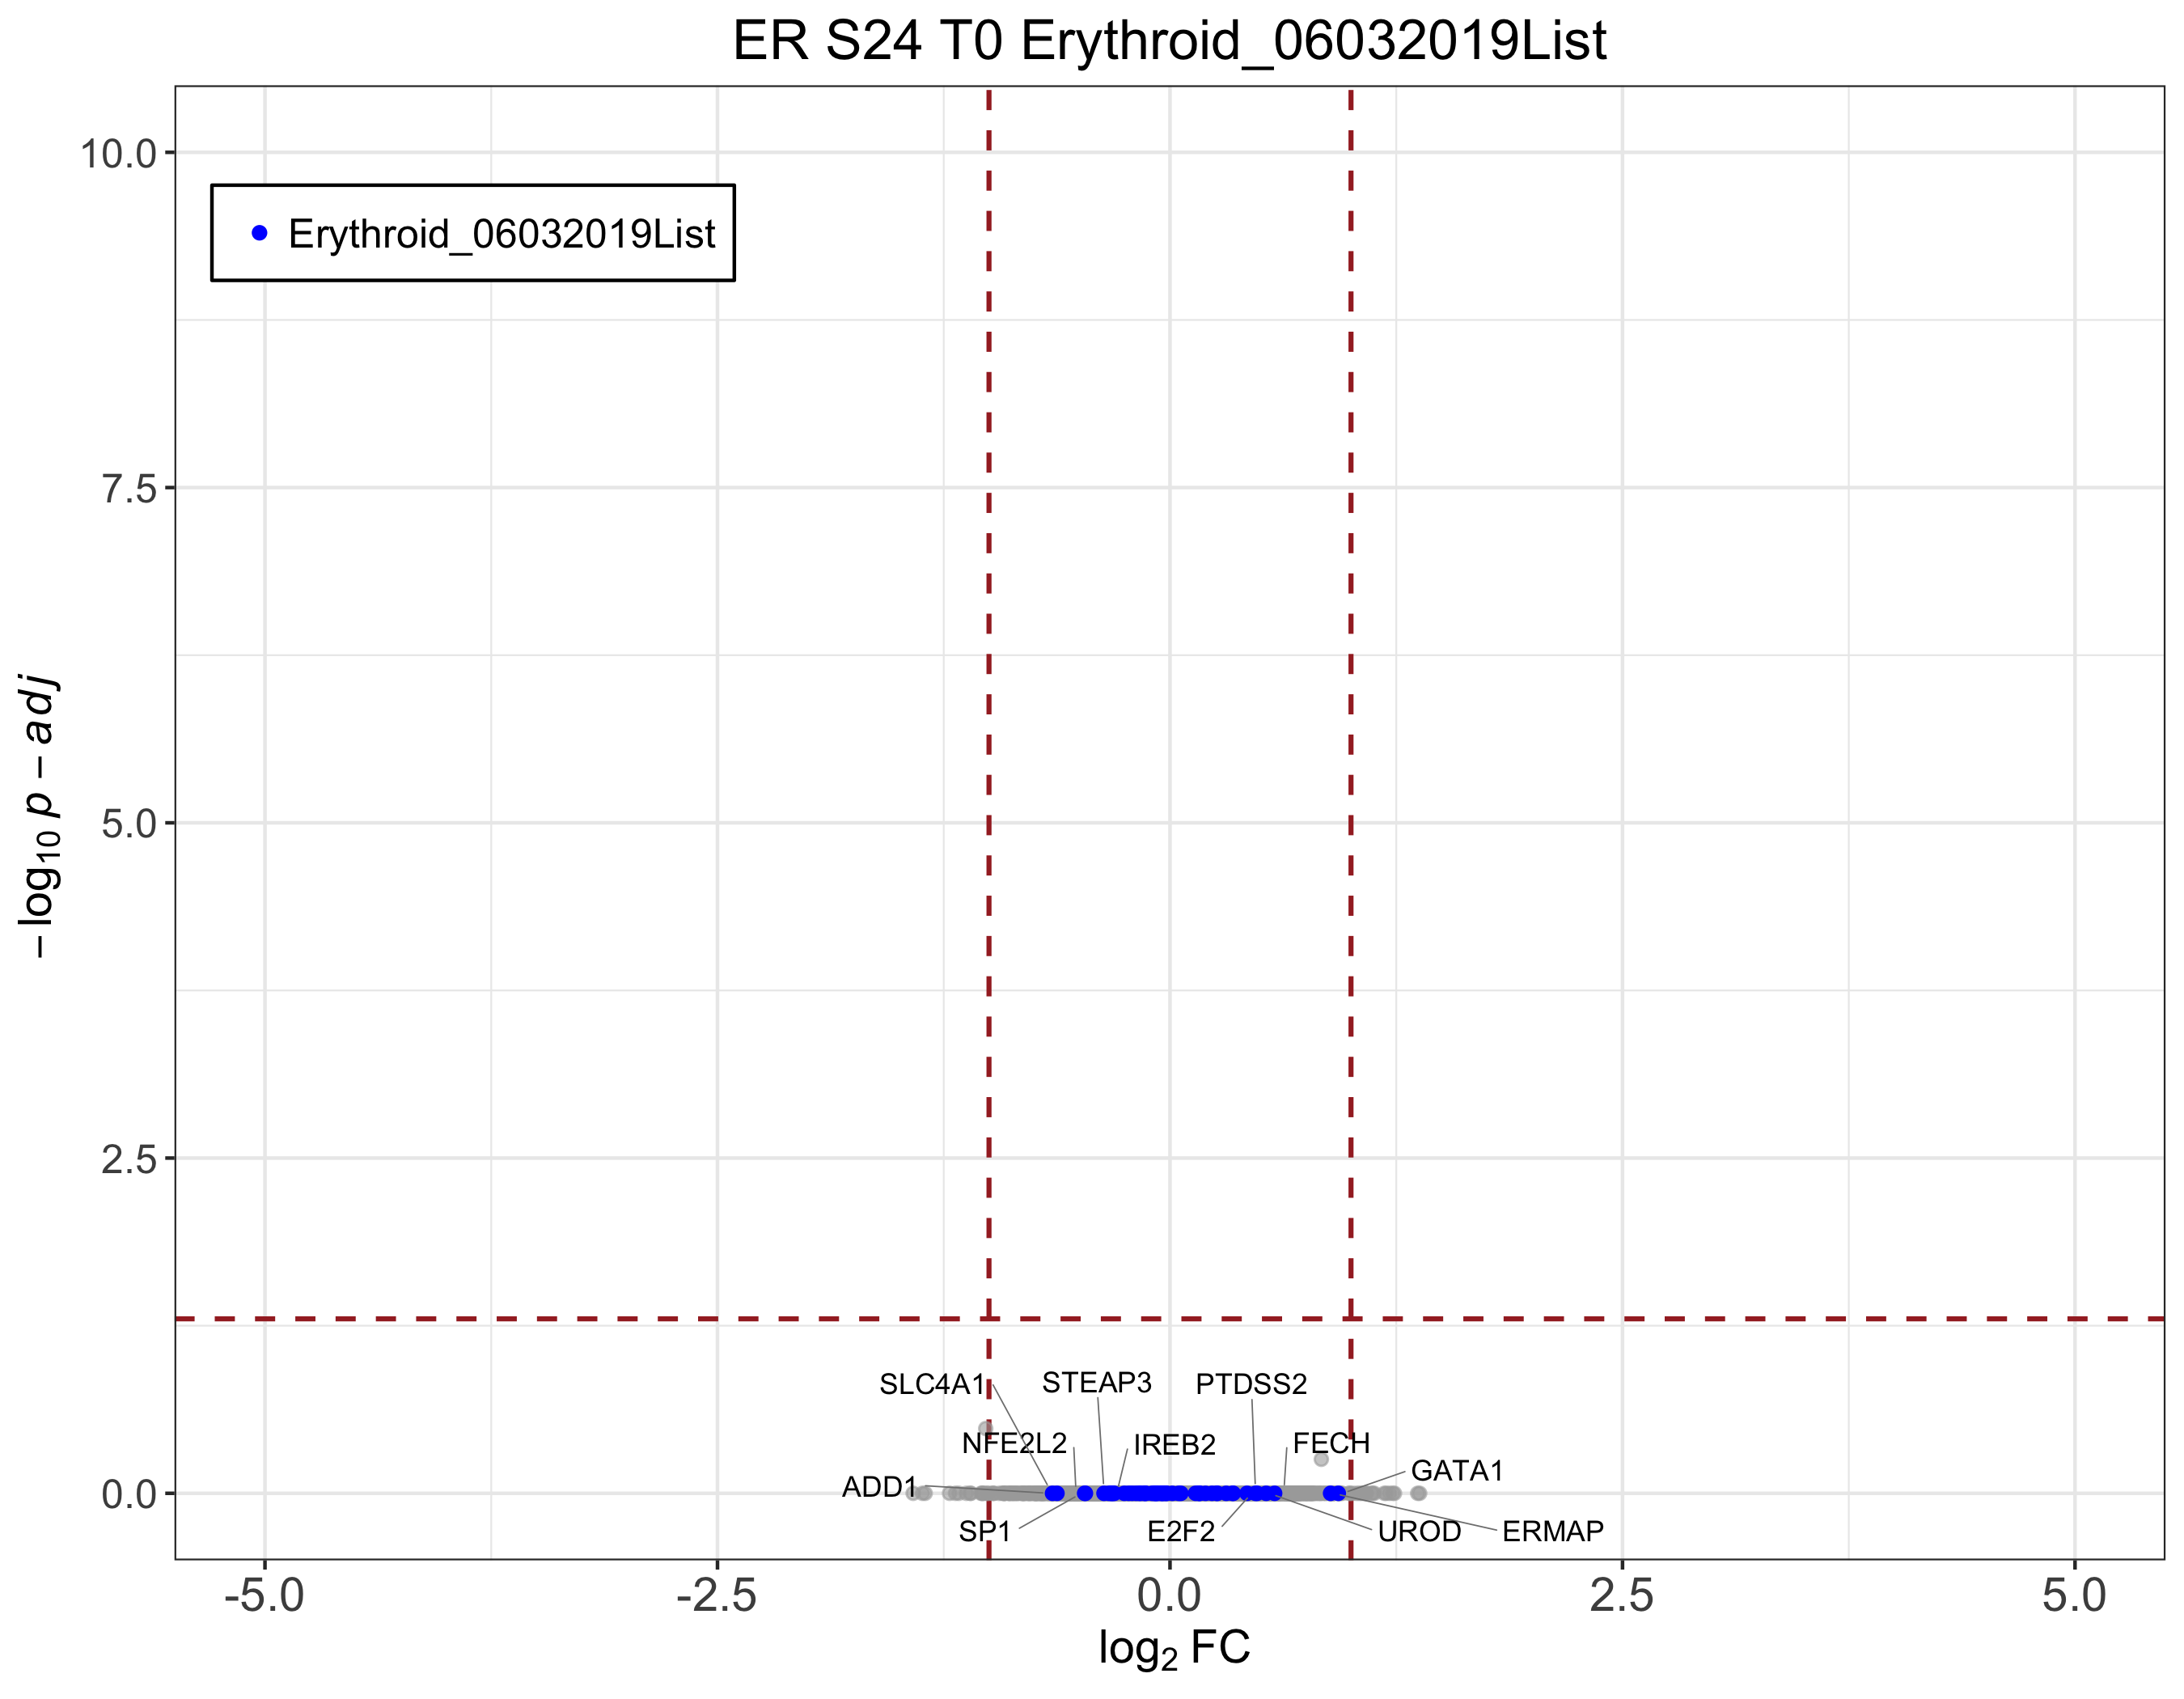 ER S24 T0 Erythroid_06032019List
10.0
Erythroid_06032019List
7.5
5.0
2.5
0.0
−log10 p − adj
SLC4A1
STEAP3
PTDSS2
NFE2L2
IREB2
FECH
GATA1
ADD1
SP1
E2F2
UROD
ERMAP
-5.0
-2.5
0.0
2.5
5.0
log2 FC